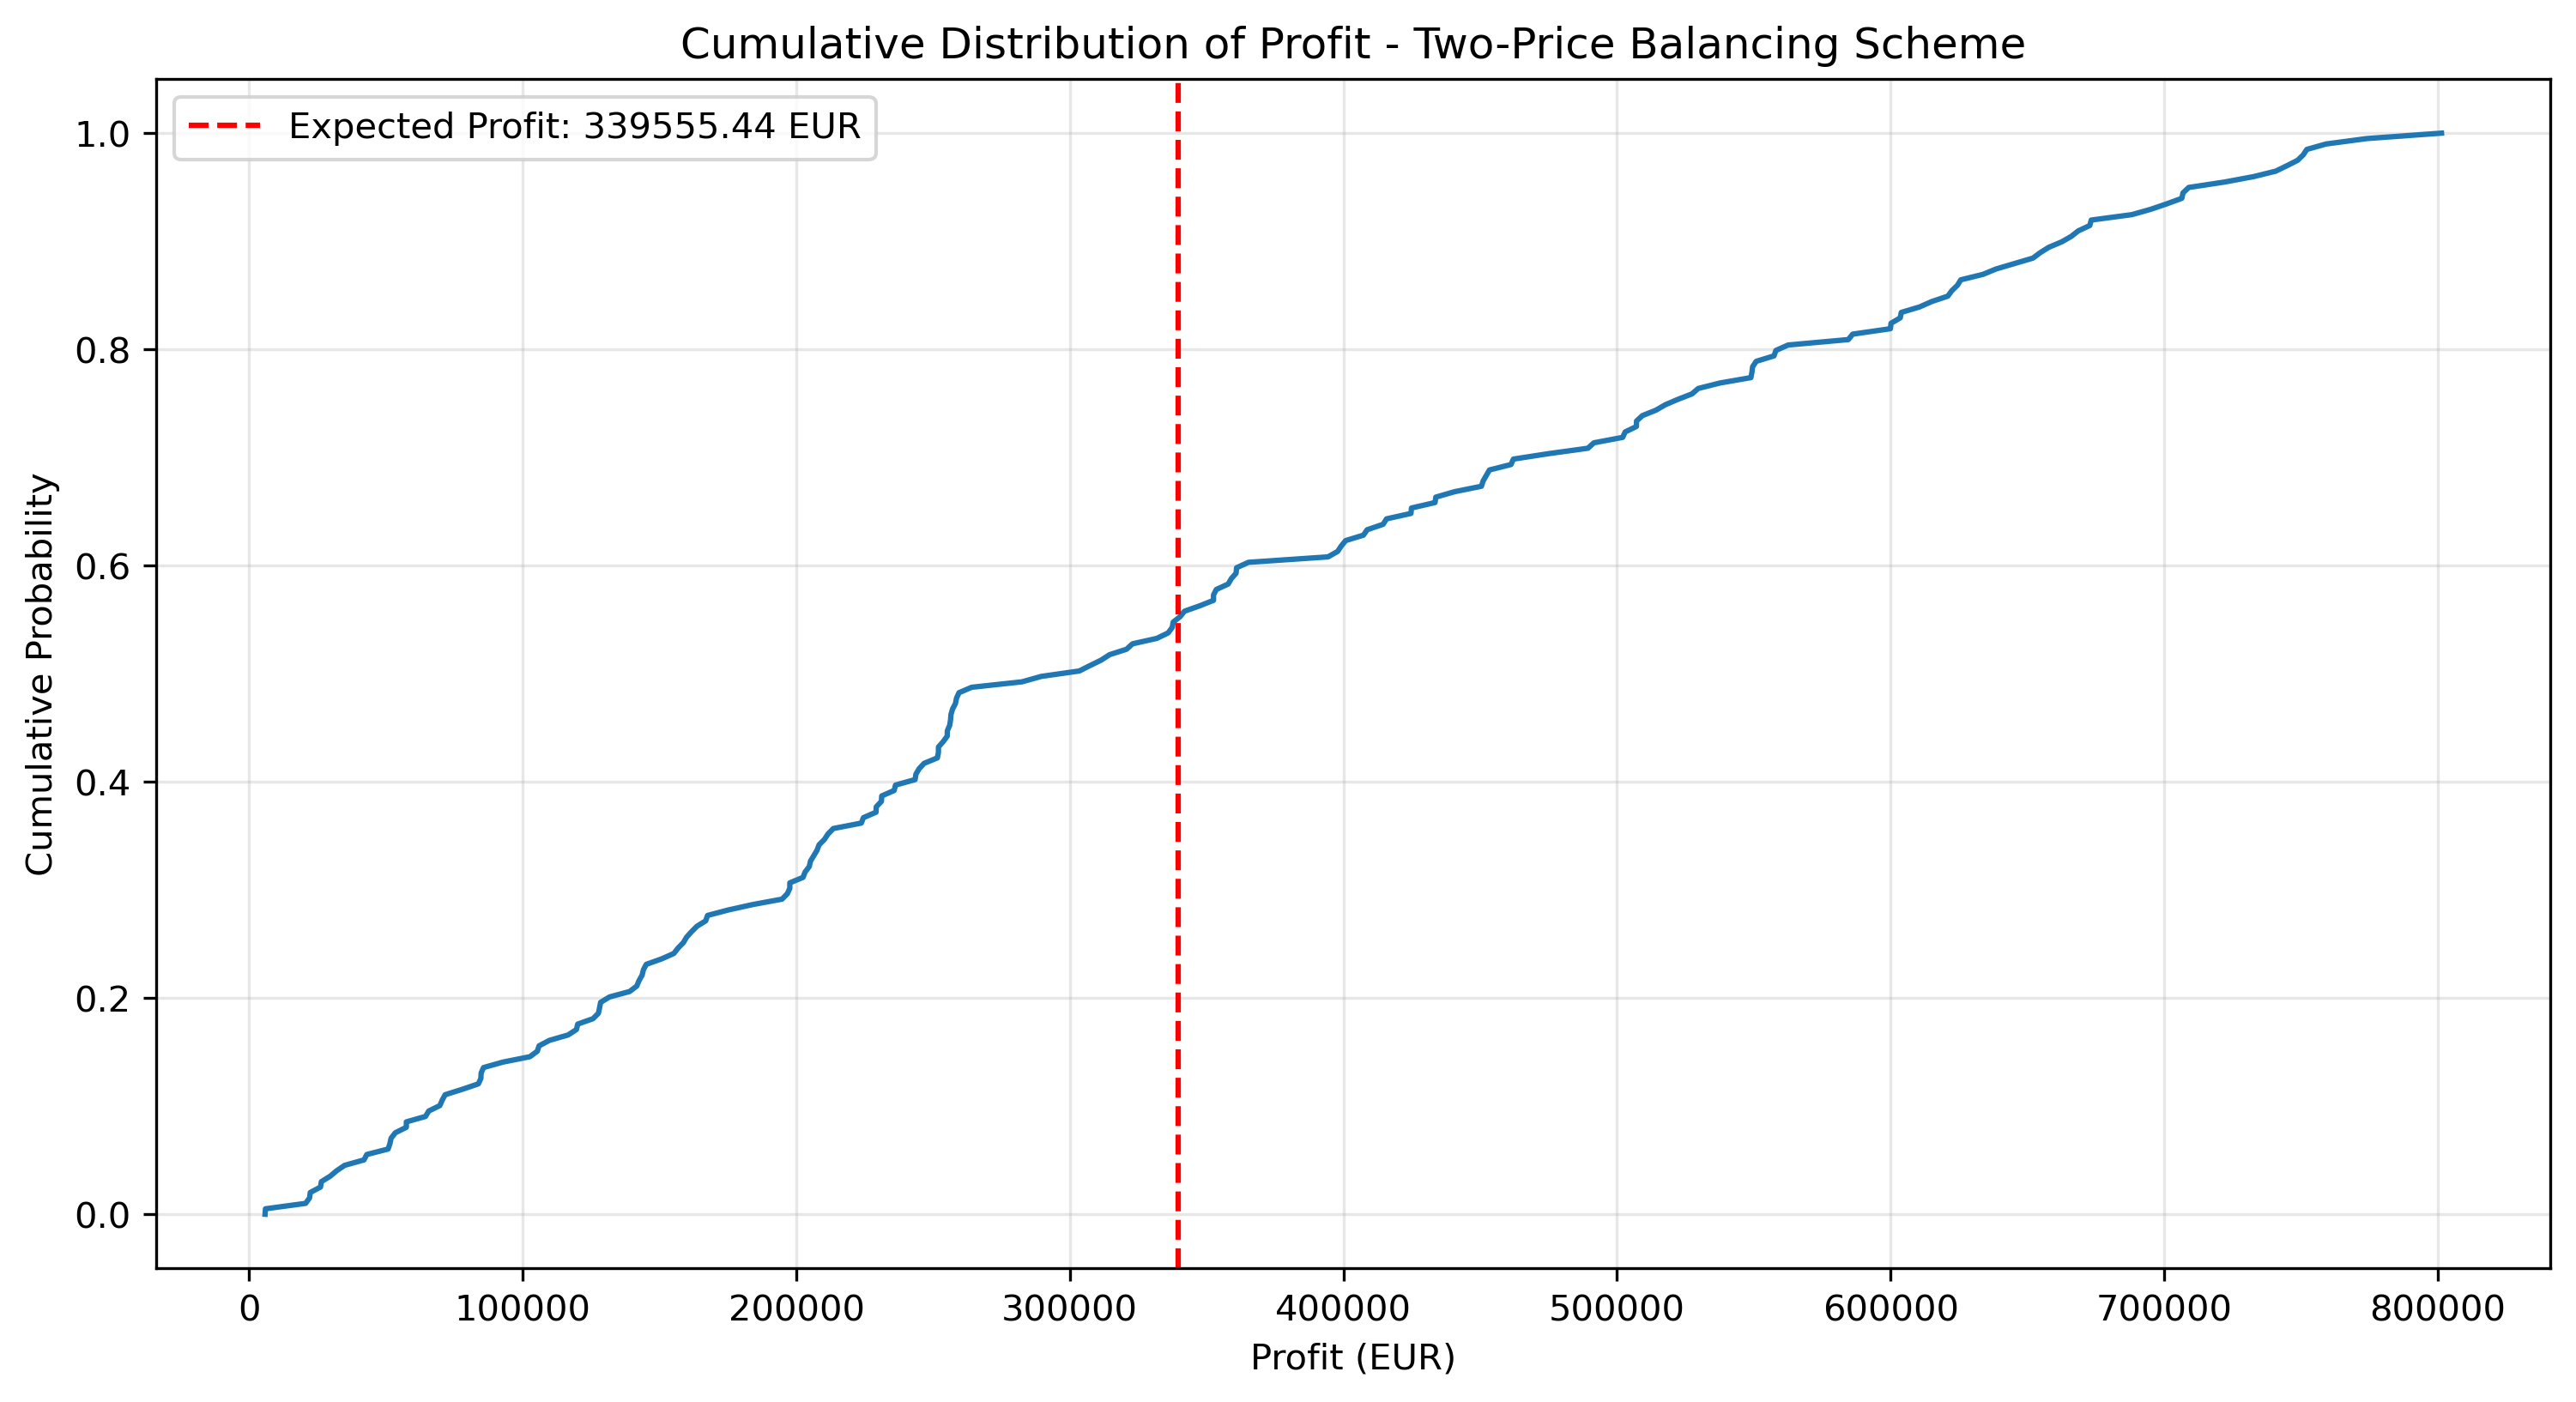 Cumulative Distribution of Profit - Two-Price Balancing Scheme
Expected Profit: 339555.44 EUR
Cumulative Probability
1.0
0.8
0.6
0.4
0.2
0.0
0 100000 200000 300000 400000 500000 600000 700000 800000
Profit (EUR)